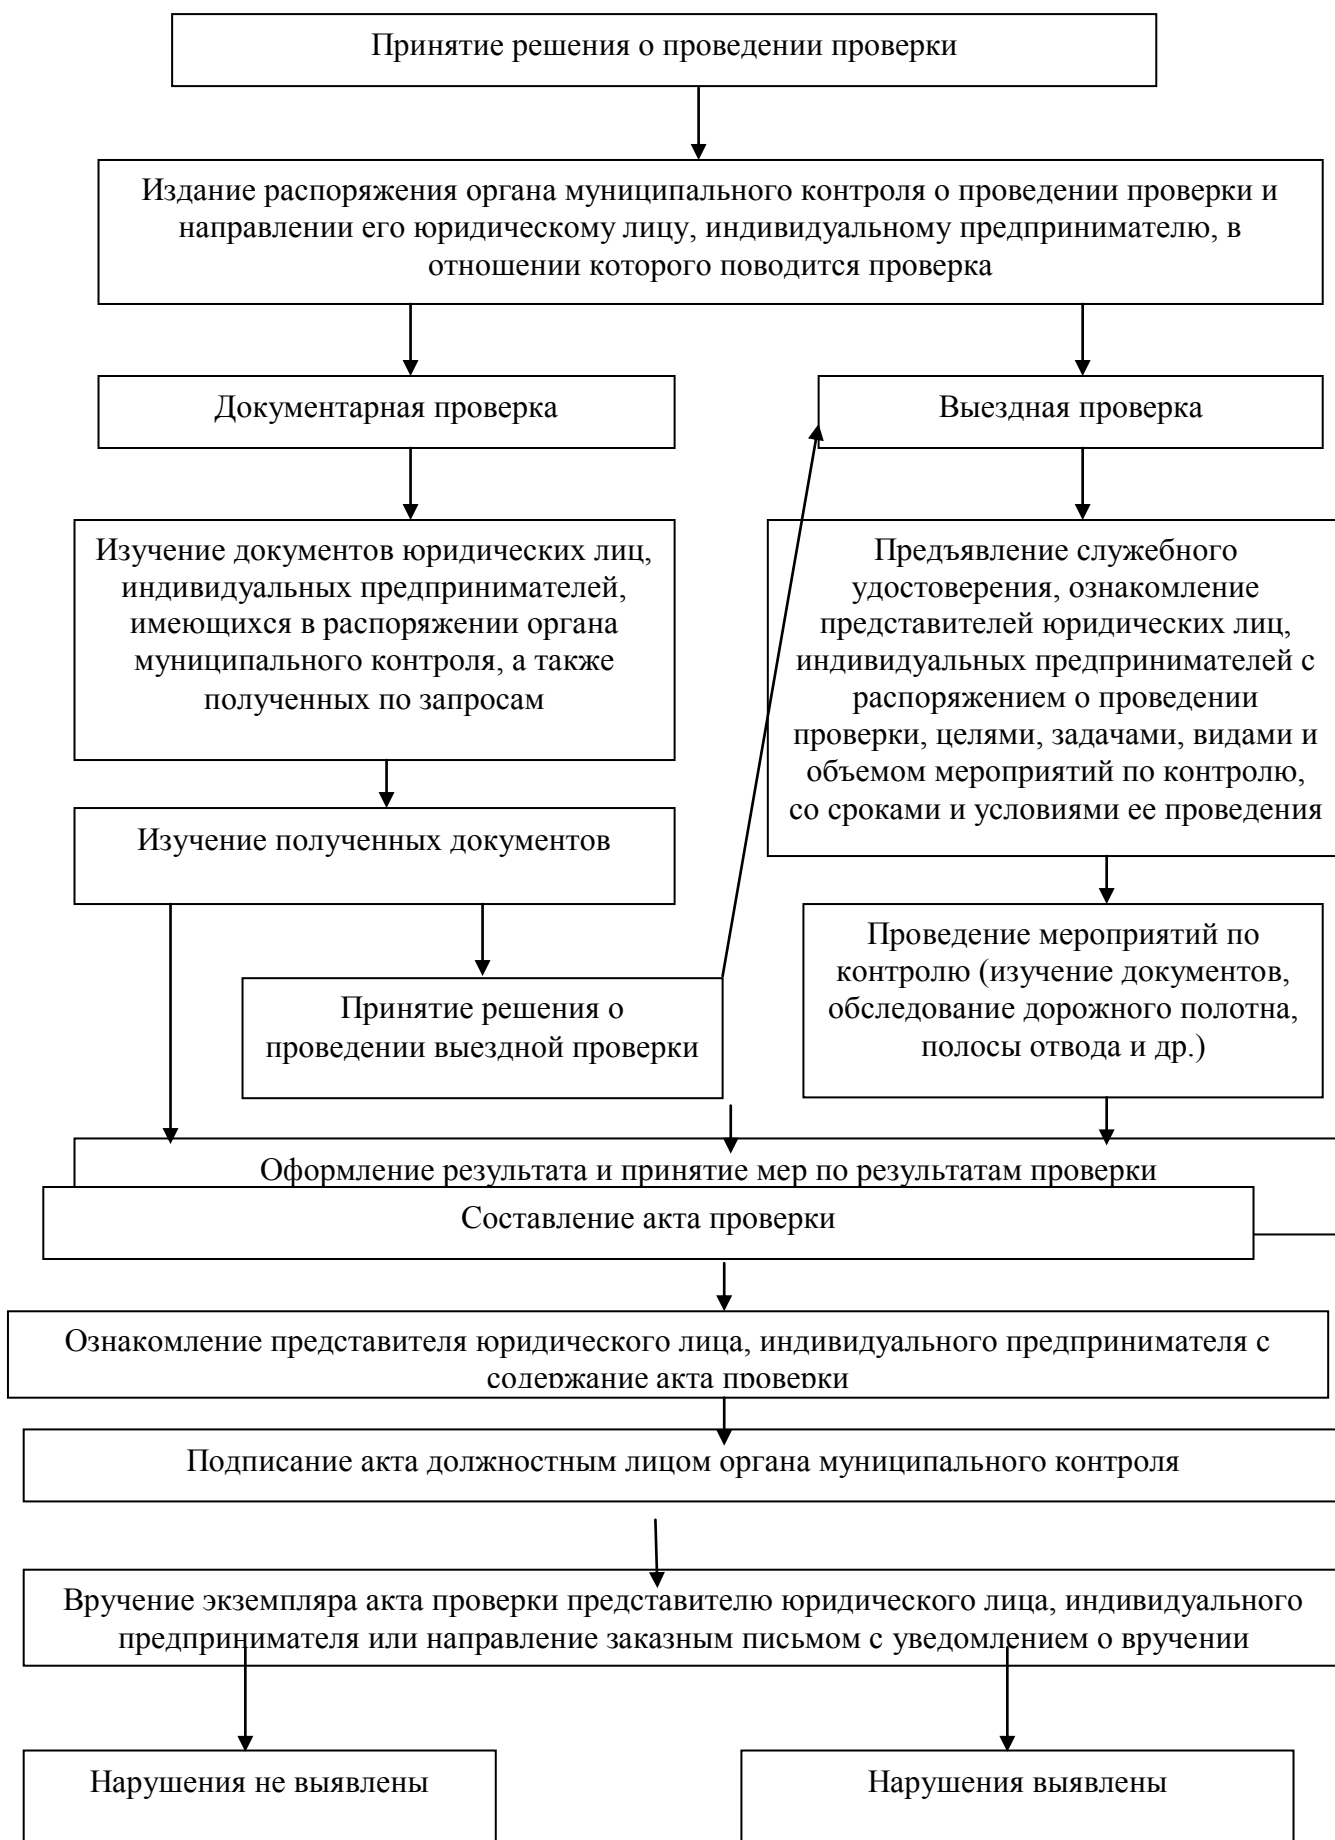 Принятие решения о проведении проверки
Издание распоряжения органа муниципального контроля о проведении проверки и
направлении его юридическому лицу, индивидуальному предпринимателю, в
отношении которого поводится проверка
Документарная проверка
Выездная проверка
Изучение документов юридических лиц,
индивидуальных предпринимателей,
имеющихся в распоряжении органа
муниципального контроля, а также
полученных по запросам
Предъявление служебного
удостоверения, ознакомление
представителей юридических лиц,
индивидуальных предпринимателей с
распоряжением о проведении
проверки, целями, задачами, видами и
объемом мероприятий по контролю,
со сроками и условиями ее проведения
Изучение полученных документов
Проведение мероприятий по
контролю (изучение документов,
обследование дорожного полотна,
полосы отвода и др.)
Принятие решения о
проведении выездной проверки
Оформление результата и принятие мер по результатам проверки
Составление акта проверки
Ознакомление представителя юридического лица, индивидуального предпринимателя с
содержание акта проверки
Подписание акта должностным лицом органа муниципального контроля
Вручение экземпляра акта проверки представителю юридического лица, индивидуального
предпринимателя или направление заказным письмом с уведомлением о вручении
Нарушения не выявлены
Нарушения выявлены